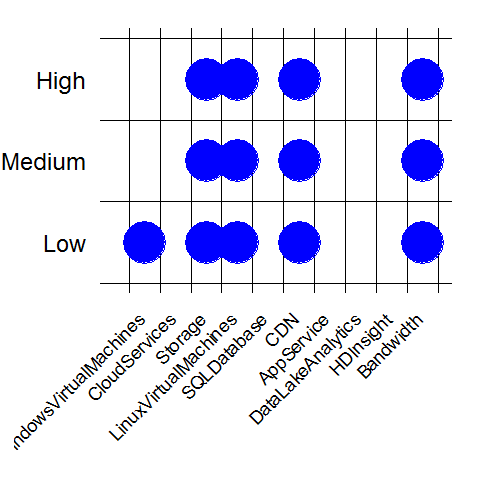 High
Medium
Low
ndowsVirtualMachines
CloudServices
Storage
LinuxVirtualMachines
SQLDatabase
CDN
AppService
DataLakeAnalytics
HDInsight
Bandwidth